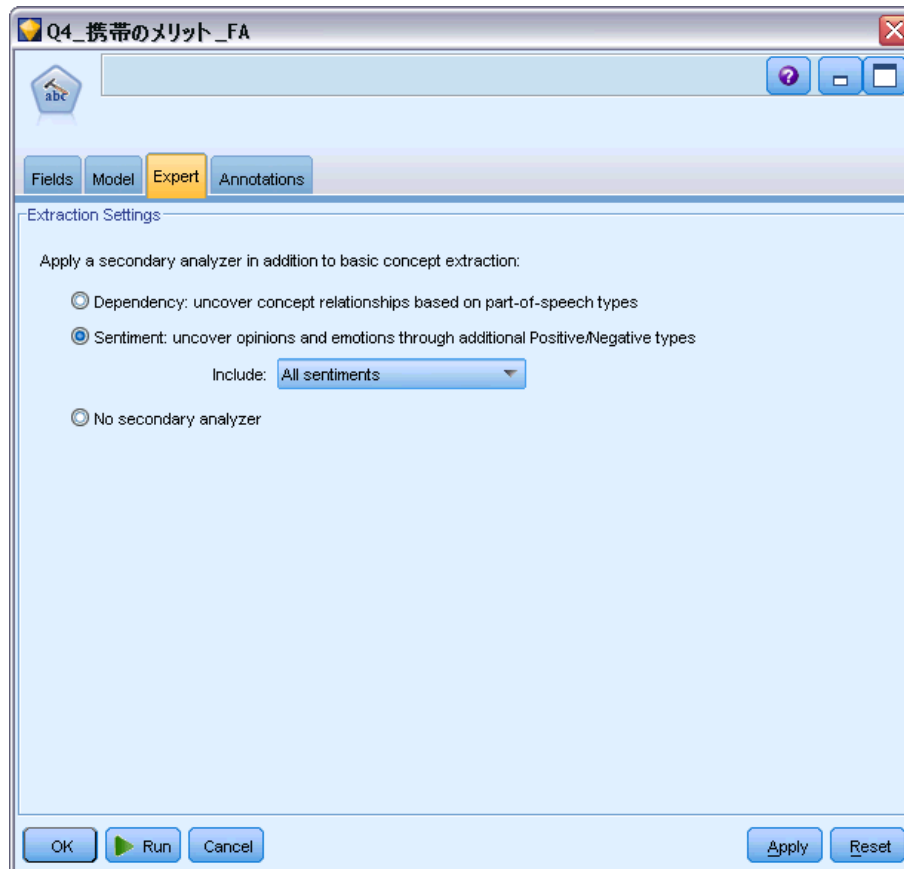 Q4_携帯のメリット_FA
abc
Fields Model Expert Annotations
Extraction Settings
Apply a secondary analyzer in addition to basic concept extraction:
Dependency: uncover concept relationships based on part-of-speech types
Sentiment: uncover opinions and emotions through additional Positive/Negative types
Include: All sentiments
No secondary analyzer
OK Run Cancel Apply Reset